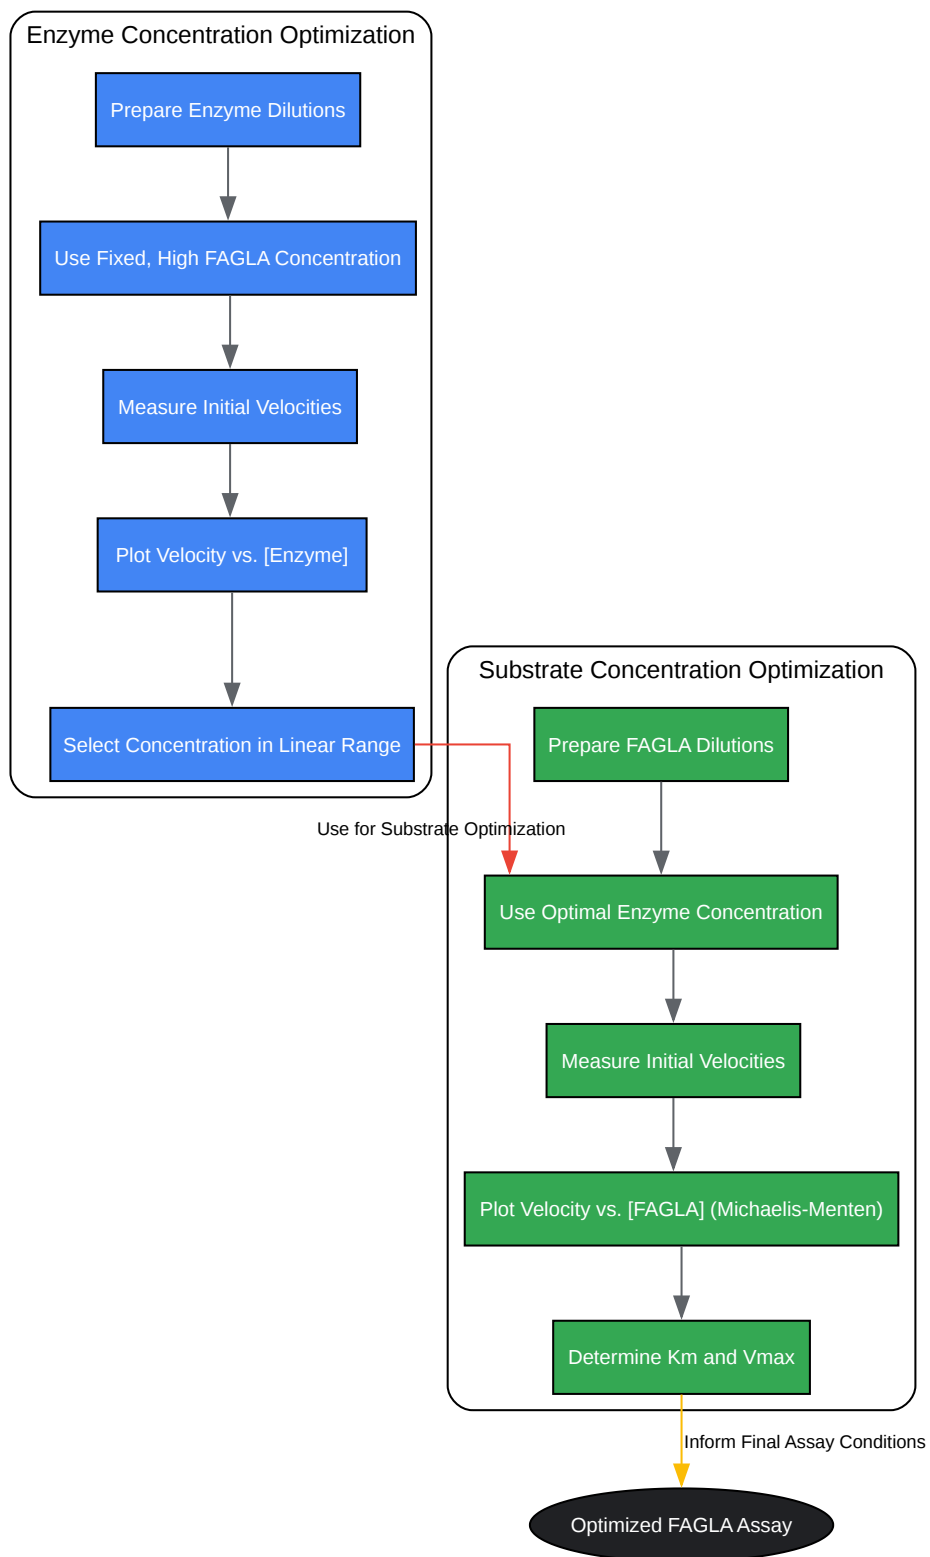 Enzyme Concentration Optimization
Prepare Enzyme Dilutions
Use Fixed, High FAGLA Concentration
Measure Initial Velocities
Plot Velocity vs. [Enzyme]
Select Concentration in Linear Range
Use for Substrate Optimization
Substrate Concentration Optimization
Prepare FAGLA Dilutions
Use Optimal Enzyme Concentration
Measure Initial Velocities
Plot Velocity vs. [FAGLA] (Michaelis-Menten)
Determine Km and Vmax
Inform Final Assay Conditions
Optimized FAGLA Assay